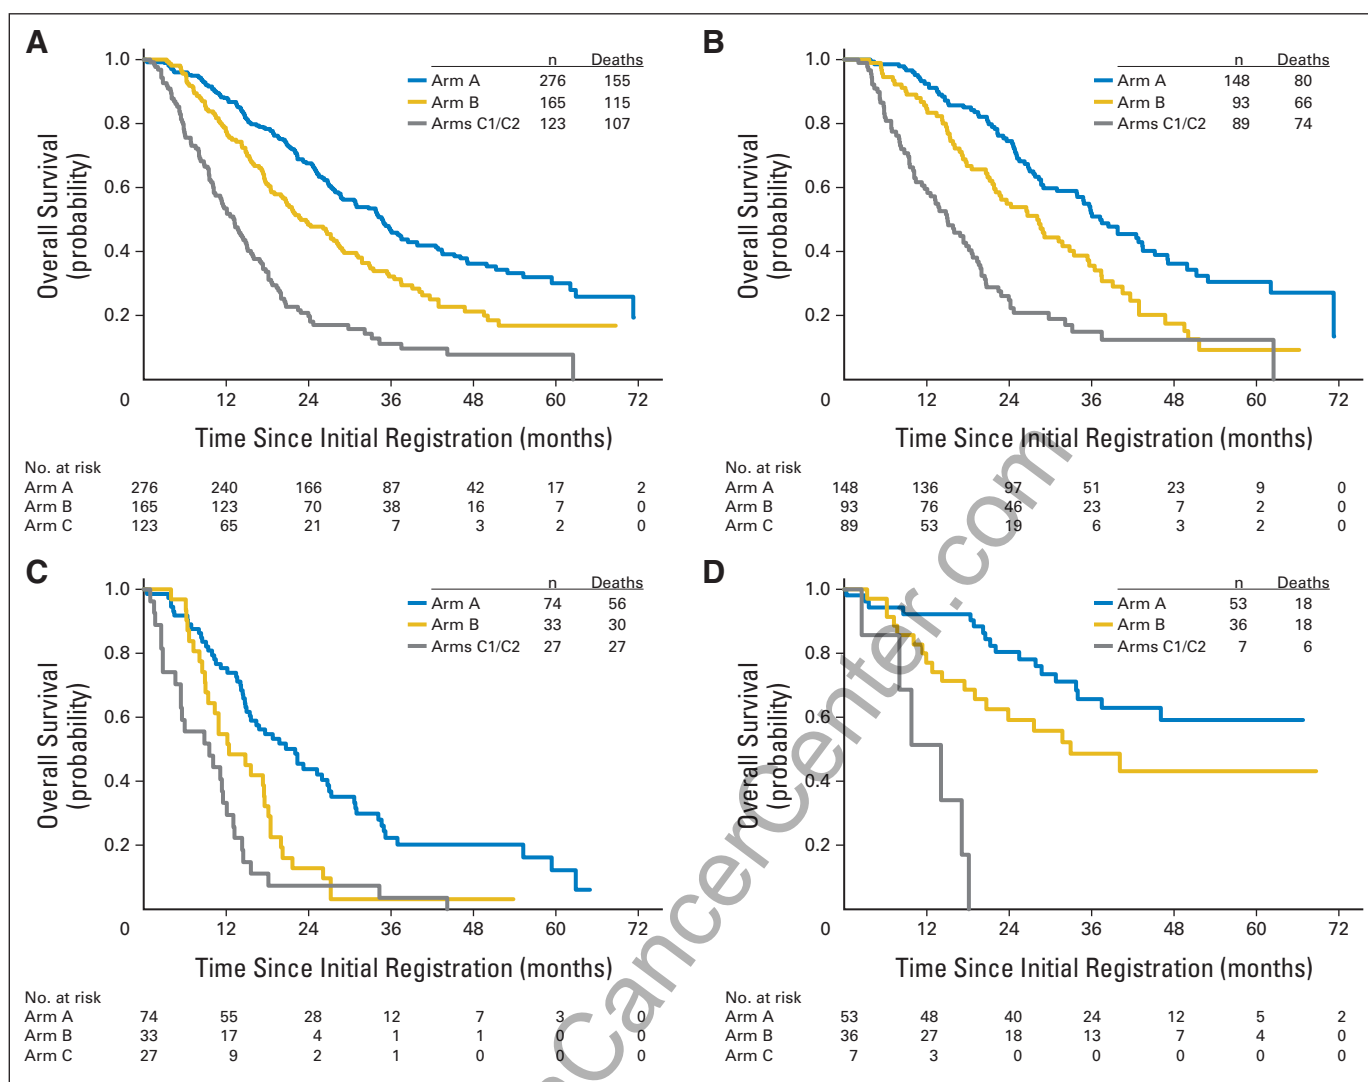 A
n Deaths
Arm A 276 155
Arm B 165 115
Arms C1/C2 123 107
1.0
0.8
0.6
0.4
0.2
0 12 24 36 48 60 72
Overall Survival
(probability)
Time Since Initial Registration (months)
No. at risk
Arm A 276 240 166 87 42 17 2
Arm B 165 123 70 38 16 7 0
Arm C 123 65 21 7 3 2 0
B
n Deaths
Arm A 148 80
Arm B 93 66
Arms C1/C2 89 74
1.0
0.8
0.6
0.4
0.2
0 12 24 36 48 60 72
Overall Survival
(probability)
Time Since Initial Registration (months)
No. at risk
Arm A 148 136 97 51 23 9 0
Arm B 93 76 46 23 7 2 0
Arm C 89 53 19 6 3 2 0
C
n Deaths
Arm A 74 56
Arm B 33 30
Arms C1/C2 27 27
1.0
0.8
0.6
0.4
0.2
0 12 24 36 48 60 72
Overall Survival
(probability)
Time Since Initial Registration (months)
No. at risk
Arm A 74 55 28 12 7 3 0
Arm B 33 17 4 1 1 0 0
Arm C 27 9 2 1 0 0 0
D
n Deaths
Arm A 53 18
Arm B 36 18
Arms C1/C2 7 6
1.0
0.8
0.6
0.4
0.2
0 12 24 36 48 60 72
Overall Survival
(probability)
Time Since Initial Registration (months)
No. at risk
Arm A 53 48 40 24 12 5 2
Arm B 36 27 18 13 7 4 0
Arm C 7 3 0 0 0 0 0
nCancerCenter.com